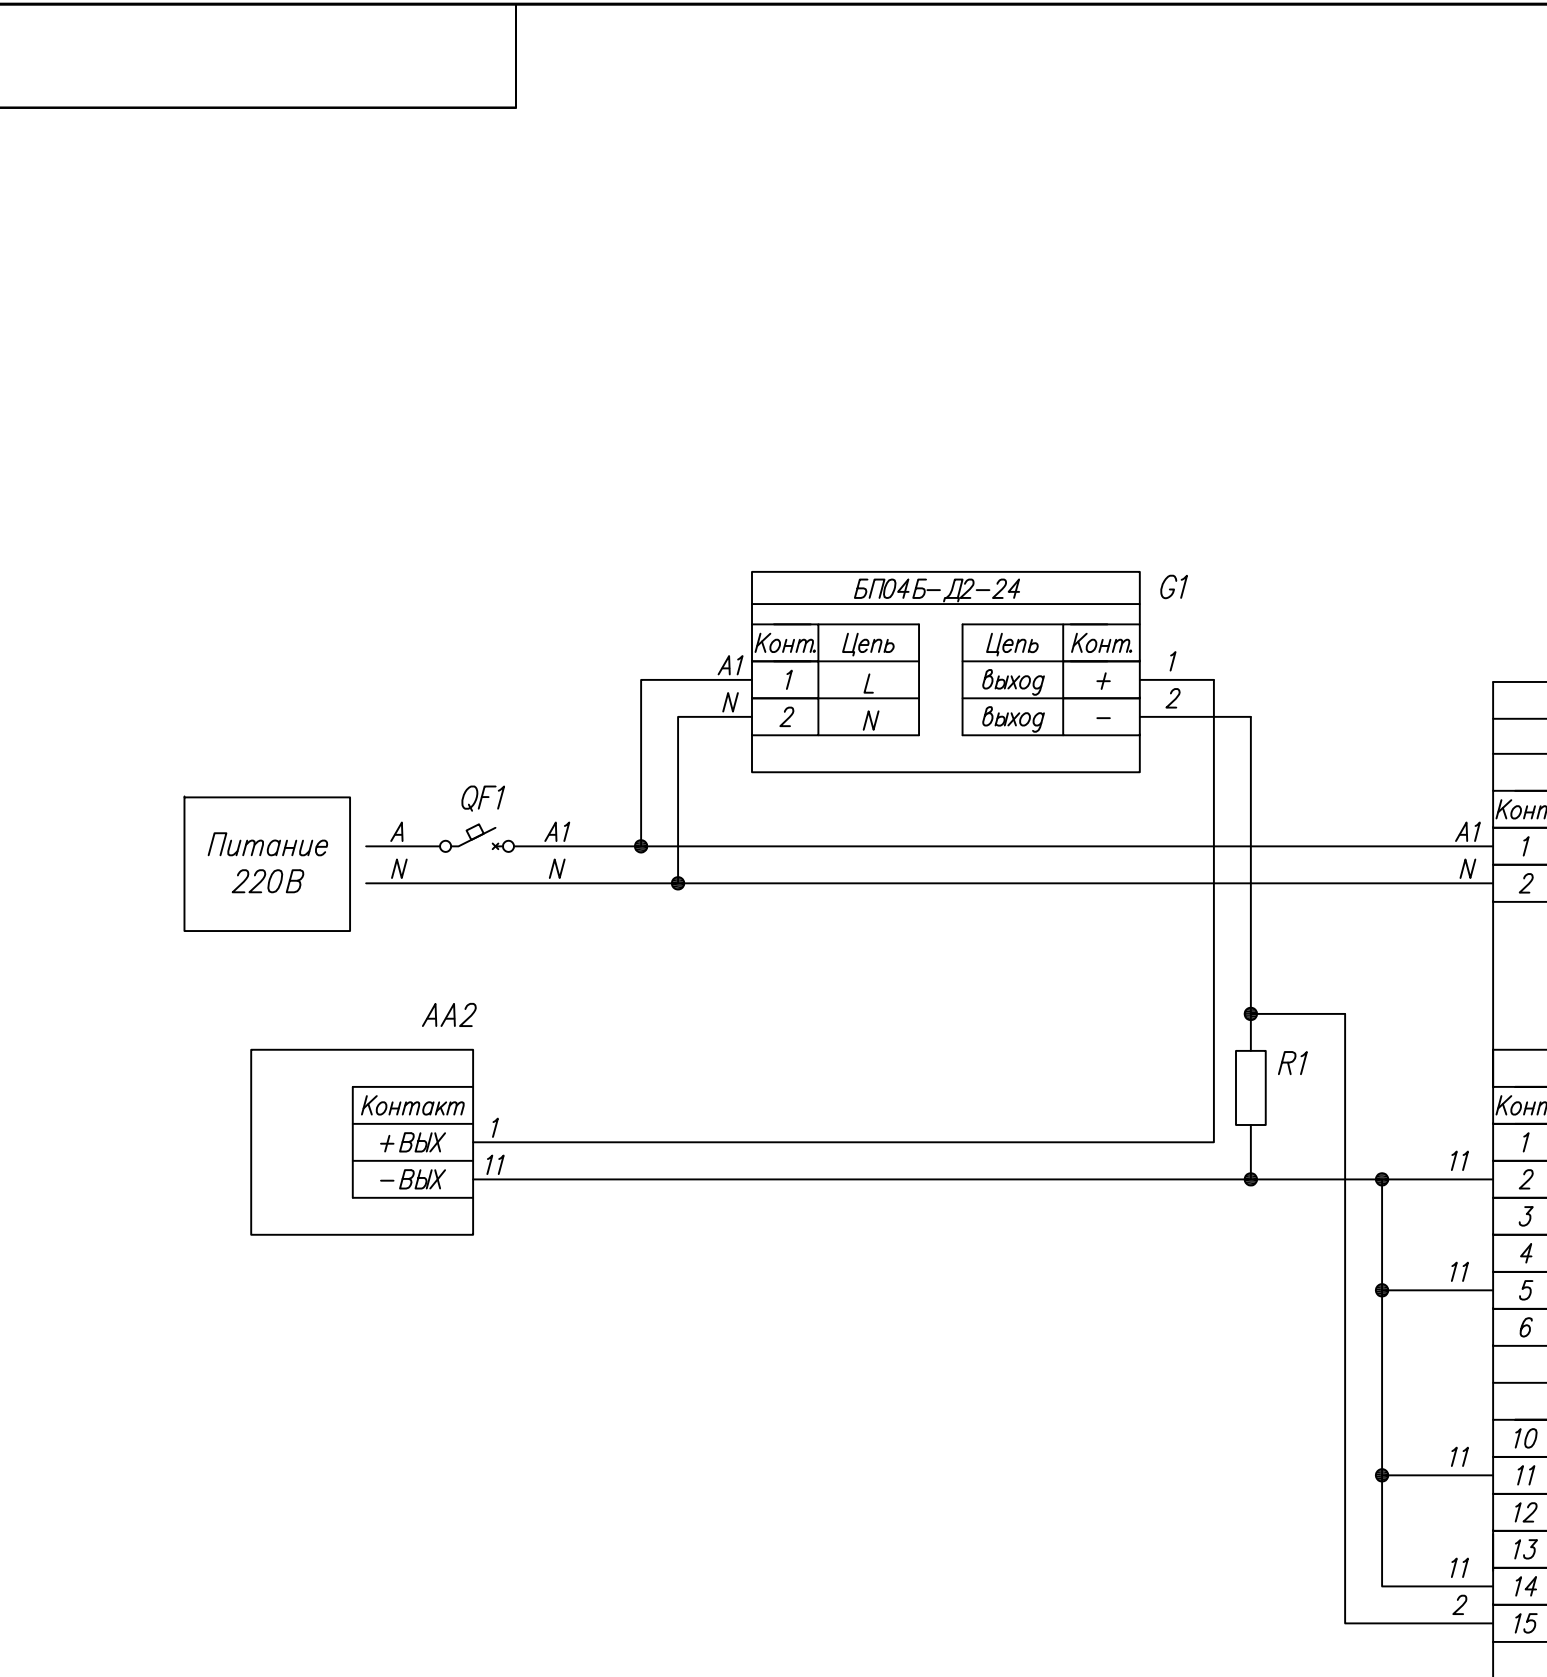 БП04Б-Д2-24
G1
Конт. Цепь Цепь Конт.
A1 1 L выход + 1
N 2 N выход - 2
QF1
Питание
220В
A A1 A1
N N N
Конт
1
2
AA2
R1
Контакт
+ВЫХ 1
-ВЫХ 11
Конт
1
11 2
3
4
11 5
6
10
11 11
12
13
11 14
2 15